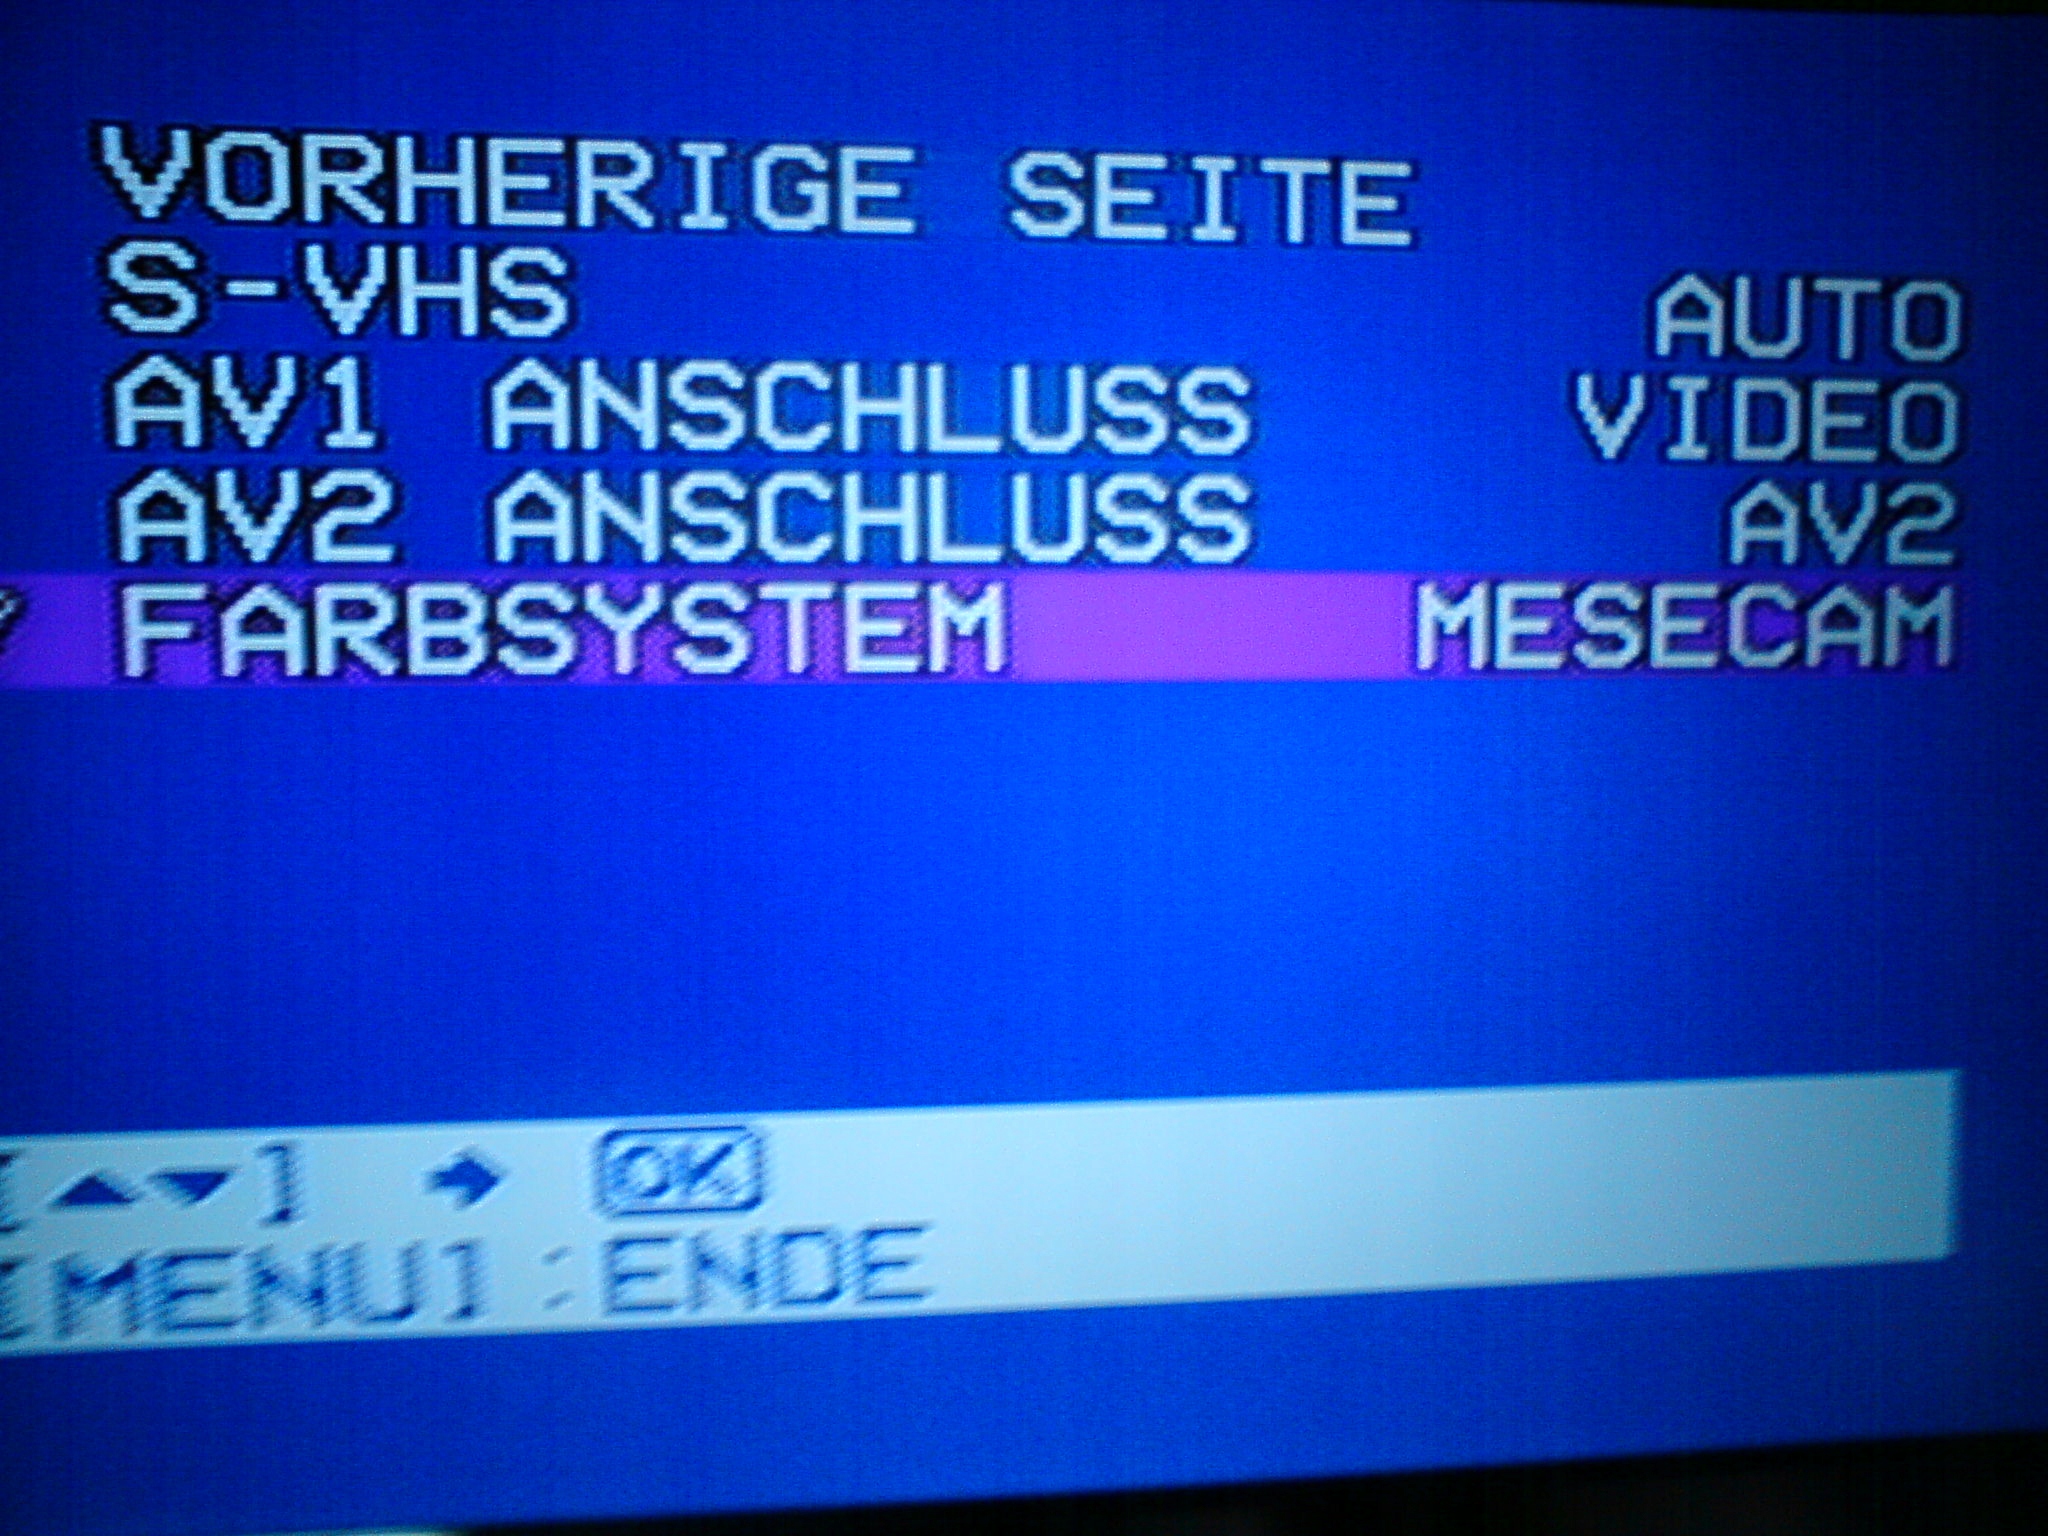 VORHERIGE SEITE
S-VHS AUTO
AV1 ANSCHLUSS VIDEO
AV2 ANSCHLUSS AV2
FARBSYSTEM MESECAM
[▲▼] → OK
[MENU] : ENDE